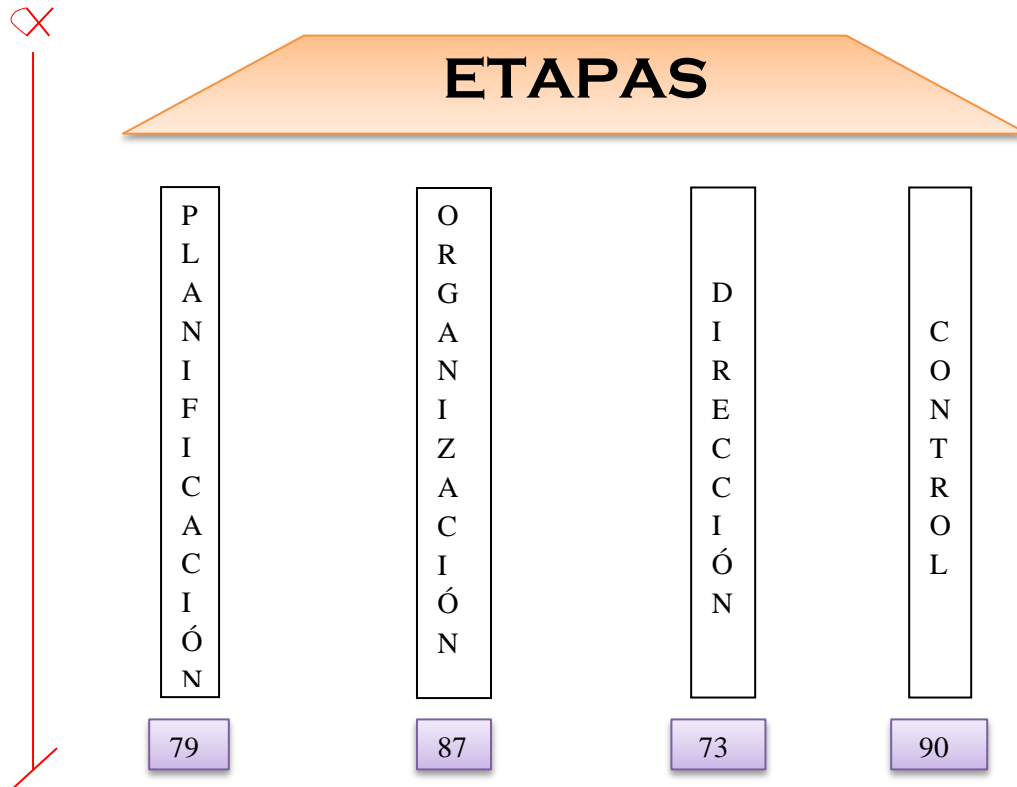 ETAPAS
PLANIFICACIÓN
ORGANIZACIÓN
DIRECCIÓN
CONTROL
79
87
73
90